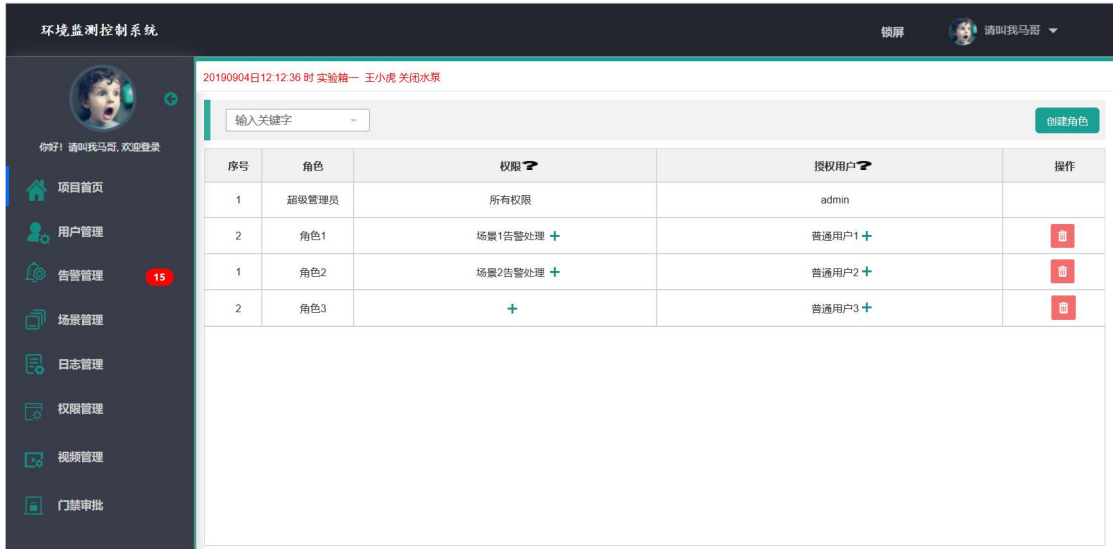 环境监测控制系统
锁屏
请叫我马哥
20190904日12:12:36 时 实验箱一 王小虎 关闭水泵
输入关键字
创建角色
你好！请叫我马哥, 欢迎登录
项目首页
用户管理
告警管理 15
场景管理
日志管理
权限管理
视频管理
门禁审批
序号 角色 权限? 授权用户? 操作
1 超级管理员 所有权限 admin
2 角色1 场景1告警处理 + 普通用户1 +
1 角色2 场景2告警处理 + 普通用户2 +
2 角色3 + 普通用户3 +